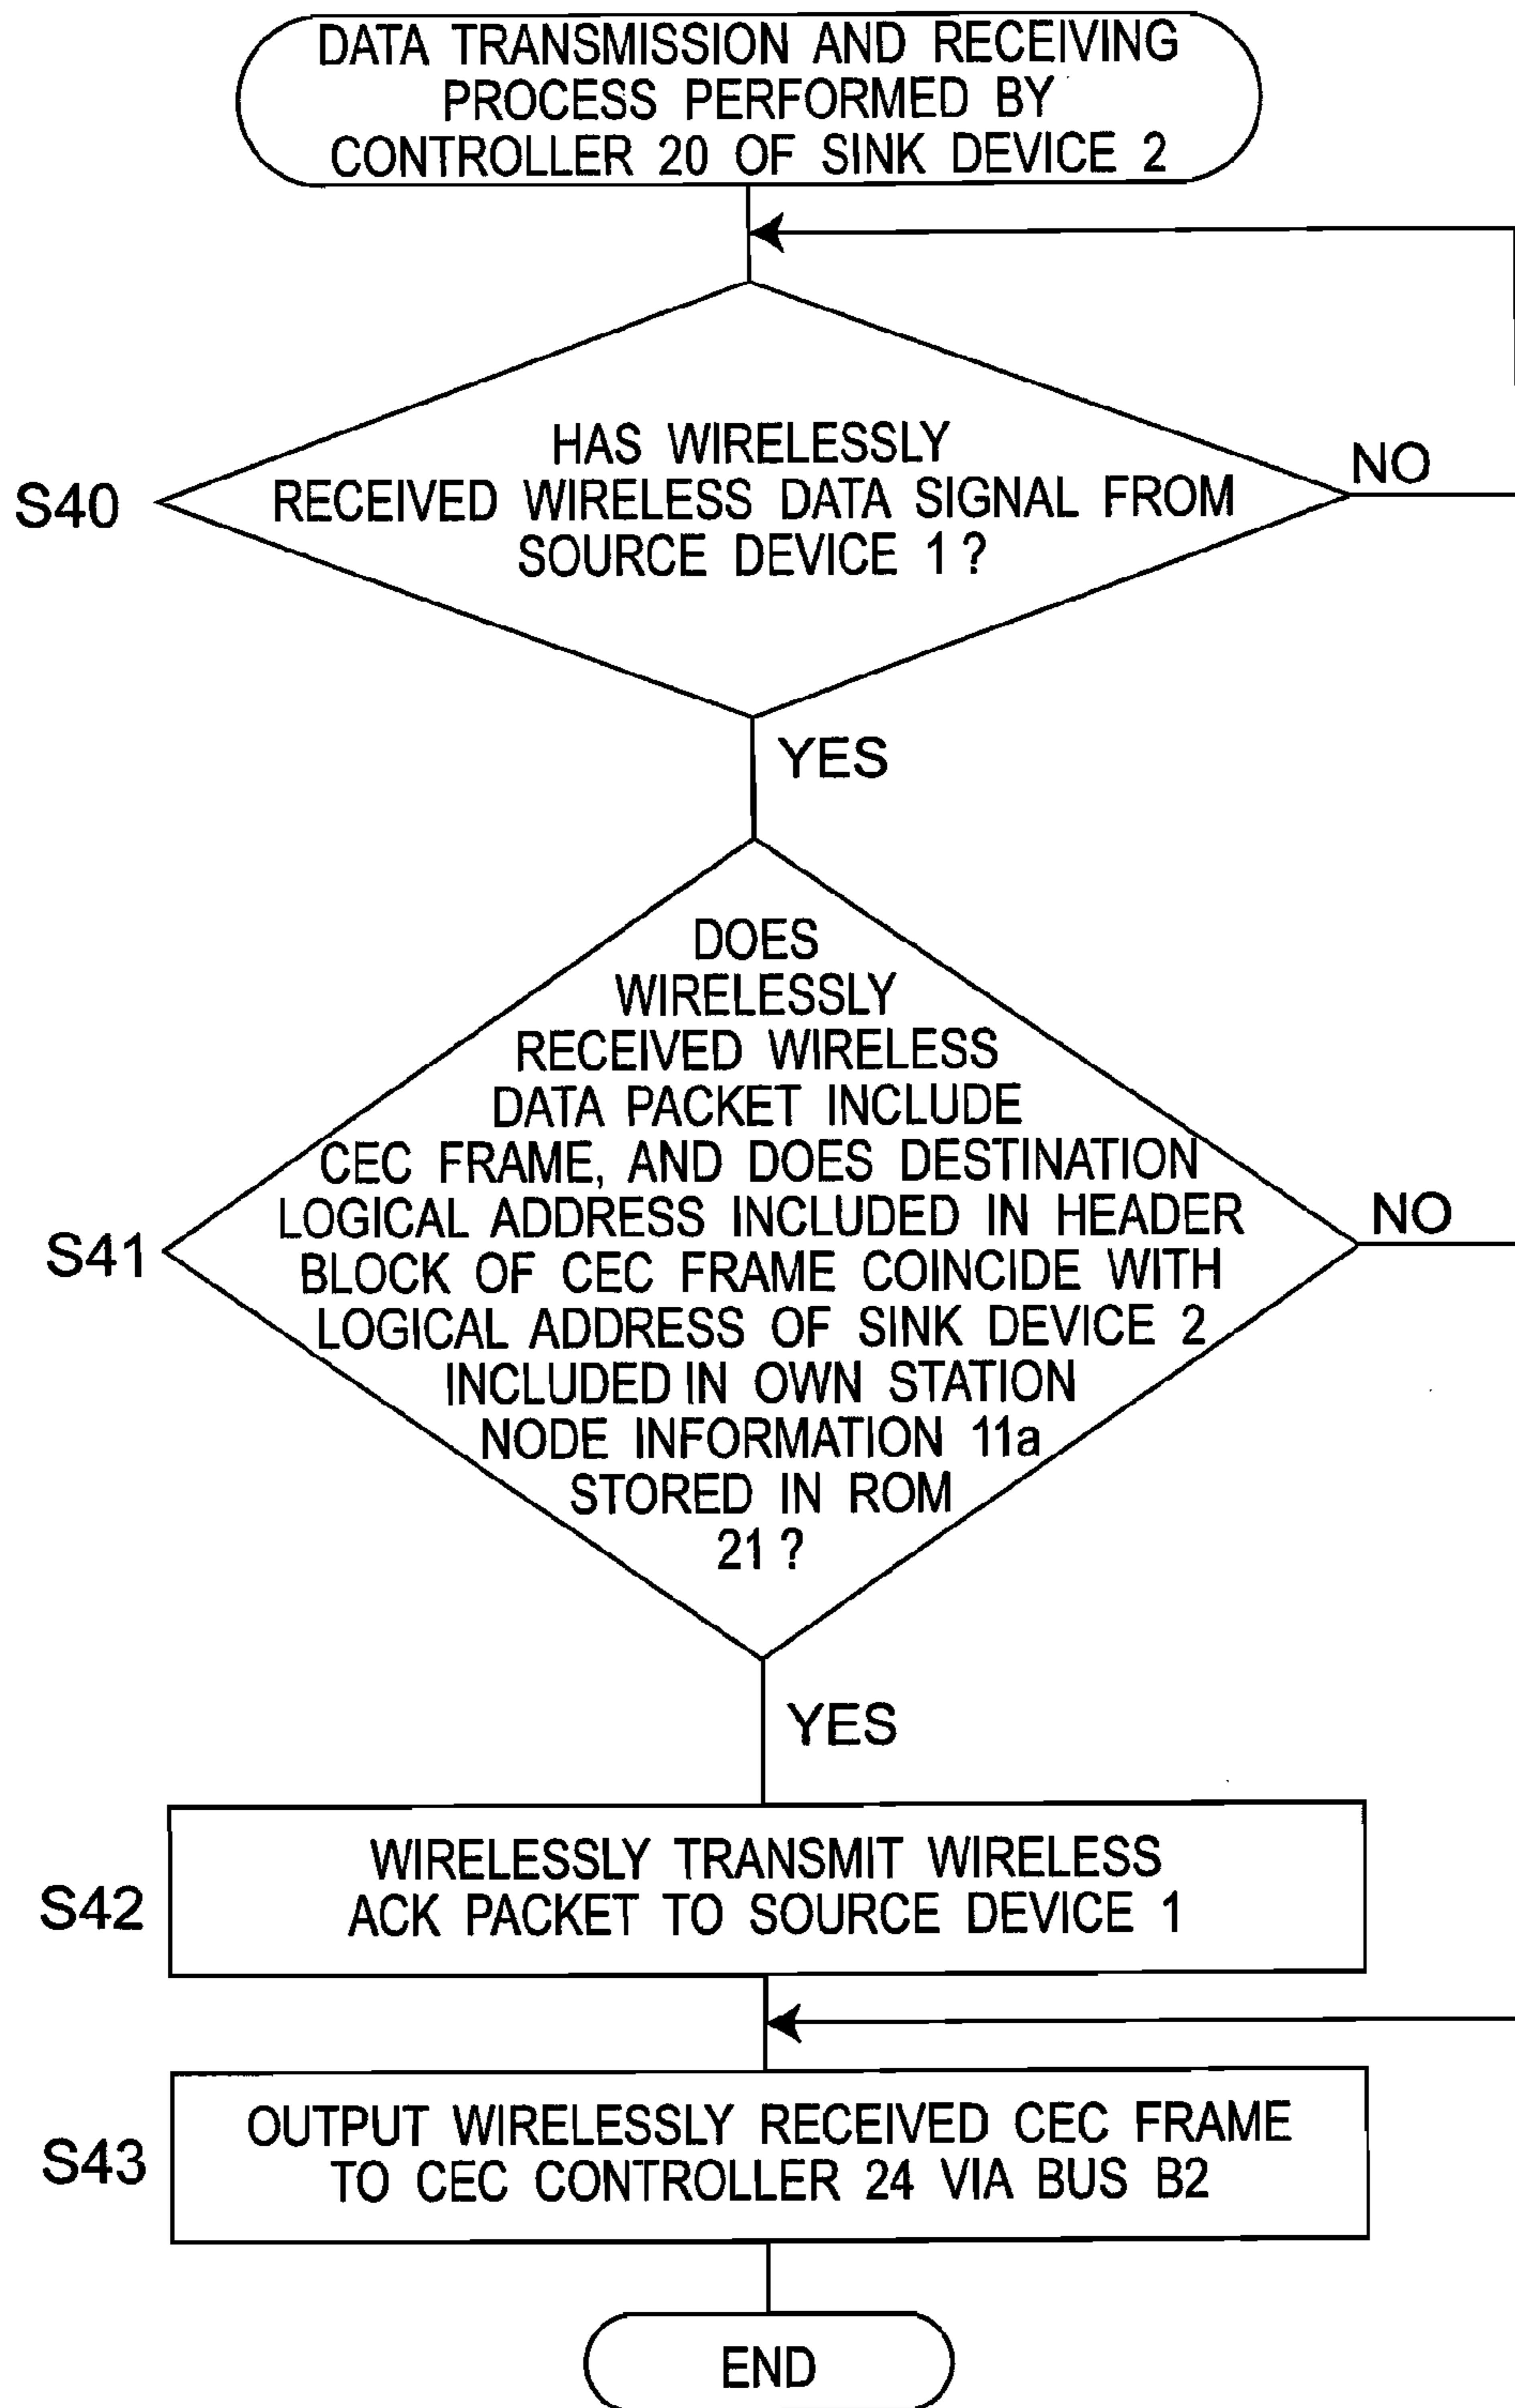 DATA TRANSMISSION AND RECEIVING
PROCESS PERFORMED BY
CONTROLLER 20 OF SINK DEVICE 2
HAS WIRELESSLY
RECEIVED WIRELESS DATA SIGNAL FROM
SOURCE DEVICE 1 ?
S40
NO
YES
DOES
WIRELESSLY
RECEIVED WIRELESS
DATA PACKET INCLUDE
CEC FRAME, AND DOES DESTINATION
LOGICAL ADDRESS INCLUDED IN HEADER
BLOCK OF CEC FRAME COINCIDE WITH
LOGICAL ADDRESS OF SINK DEVICE 2
INCLUDED IN OWN STATION
NODE INFORMATION 11a
STORED IN ROM
21 ?
S41
NO
YES
S42
WIRELESSLY TRANSMIT WIRELESS
ACK PACKET TO SOURCE DEVICE 1
S43
OUTPUT WIRELESSLY RECEIVED CEC FRAME
TO CEC CONTROLLER 24 VIA BUS B2
END